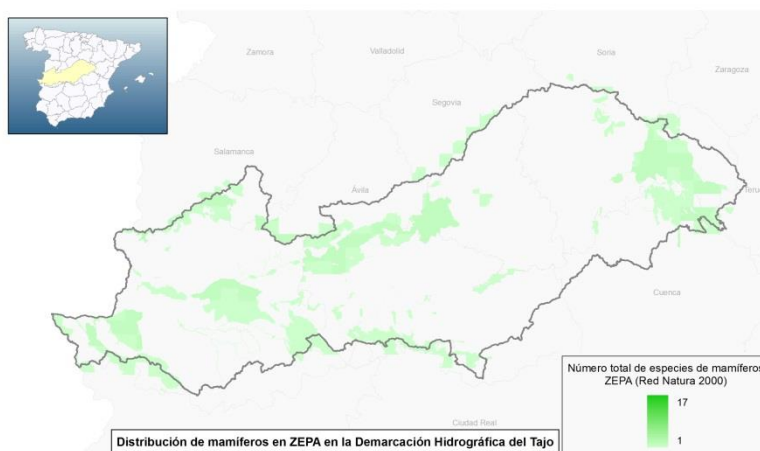 Zamora
Valladolid
Soria
Zaragoza
Segovia
Salamanca
Ávila
Teruel
Cuenca
Ciudad Real
Número total de especies de mamíferos
ZEPA (Red Natura 2000)
17
1
Distribución de mamíferos en ZEPA en la Demarcación Hidrográfica del Tajo